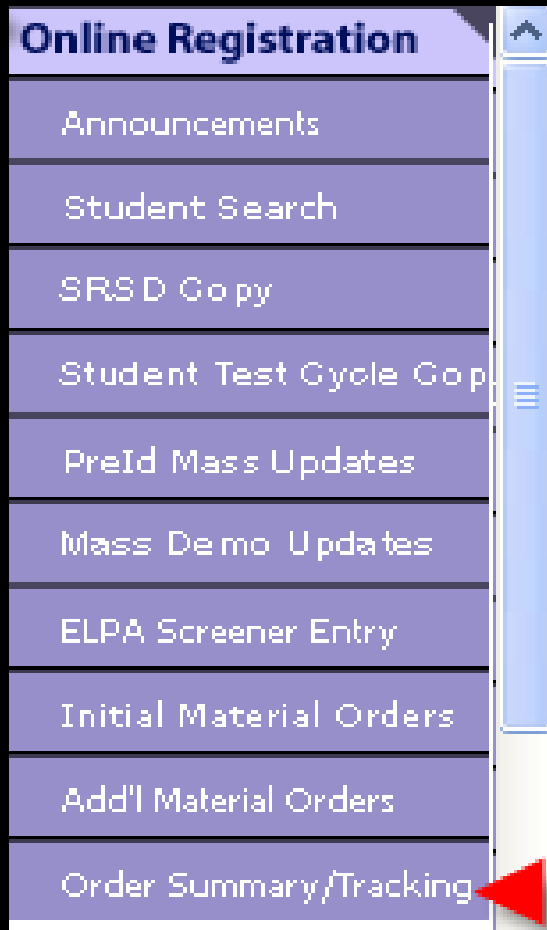 Online Registration
Announcements
Student Search
SRSD Copy
Student Test Cycle Cop
PreId Mass Updates
Mass Demo Updates
ELPA Screener Entry
Initial Material Orders
Add'l Material Orders
Order Summary/Tracking